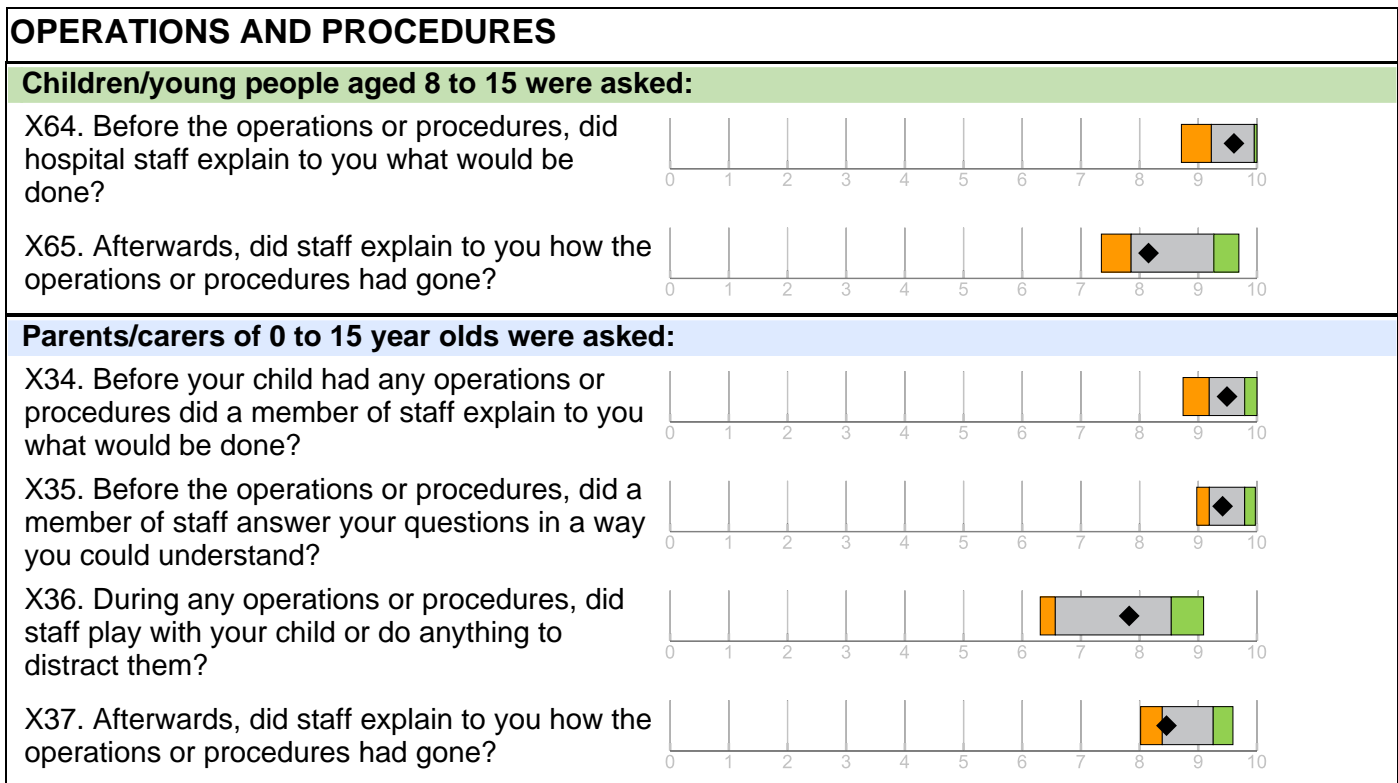 OPERATIONS AND PROCEDURES
Children/young people aged 8 to 15 were asked:
X64. Before the operations or procedures, did
hospital staff explain to you what would be
done?
0 1 2 3 4 5 6 7 8 9 10
X65. Afterwards, did staff explain to you how the
operations or procedures had gone?
0 1 2 3 4 5 6 7 8 9 10
Parents/carers of 0 to 15 year olds were asked:
X34. Before your child had any operations or
procedures did a member of staff explain to you
what would be done?
0 1 2 3 4 5 6 7 8 9 10
X35. Before the operations or procedures, did a
member of staff answer your questions in a way
you could understand?
0 1 2 3 4 5 6 7 8 9 10
X36. During any operations or procedures, did
staff play with your child or do anything to
distract them?
0 1 2 3 4 5 6 7 8 9 10
X37. Afterwards, did staff explain to you how the
operations or procedures had gone?
0 1 2 3 4 5 6 7 8 9 10